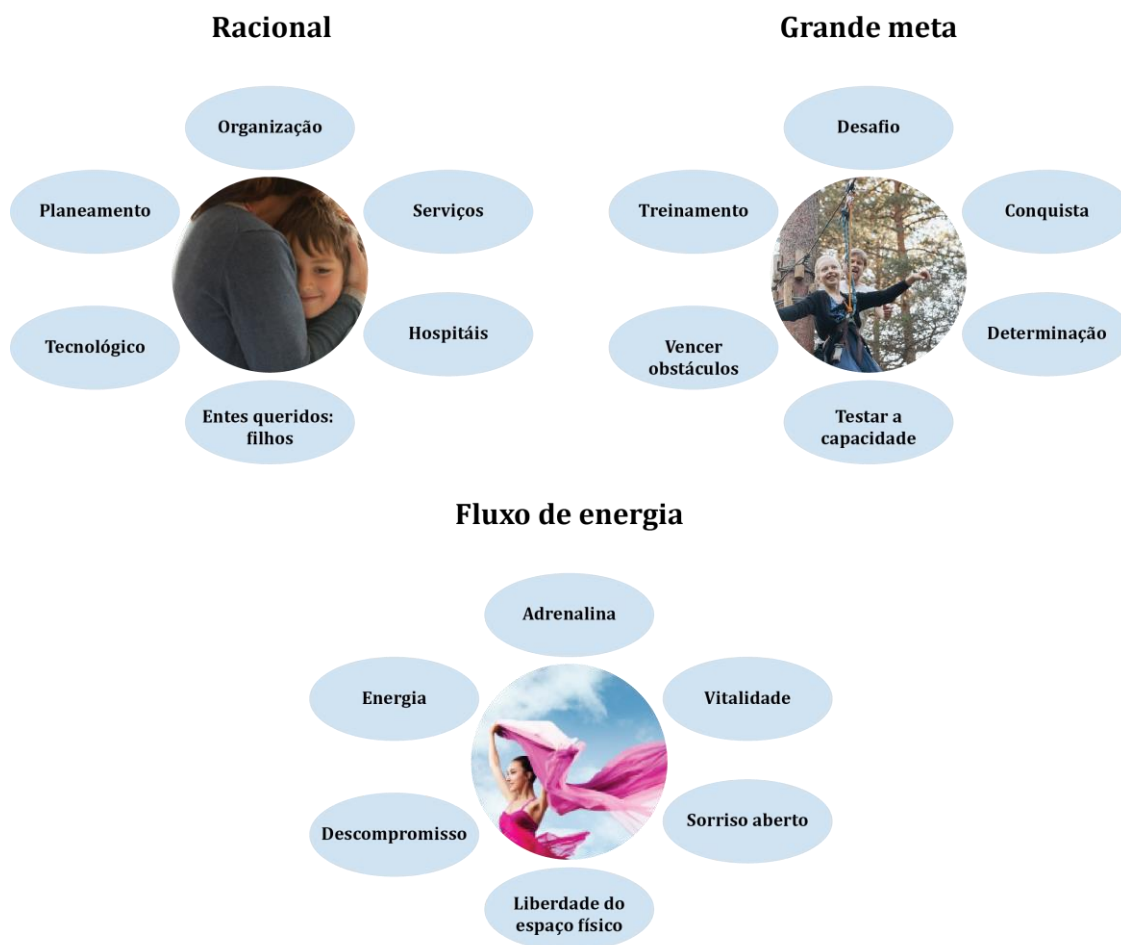 Racional
Organização
Planeamento
Serviços
Tecnológico
Hospitáis
Entes queridos:
filhos
Grande meta
Desafio
Treinamento
Conquista
Vencer
obstáculos
Determinação
Testar a
capacidade
Fluxo de energia
Adrenalina
Energia
Vitalidade
Descompromisso
Sorriso aberto
Liberdade do
espaço físico